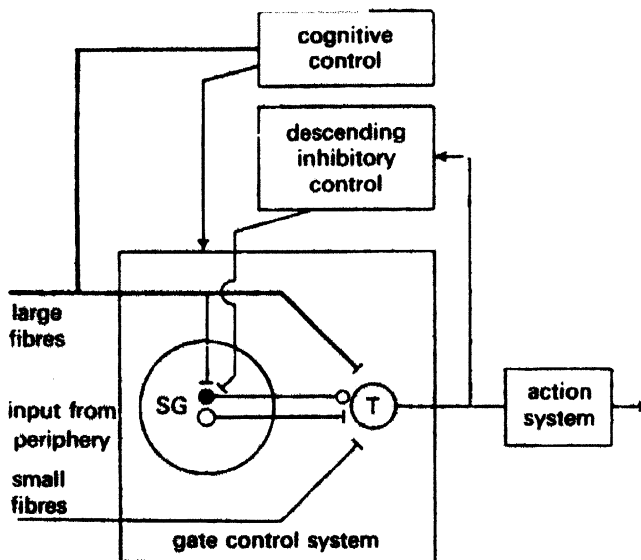 cognitive
control
descending
inhibitory
control
large
fibres
SG
T
action
system
input from
periphery
small
fibres
gate control system